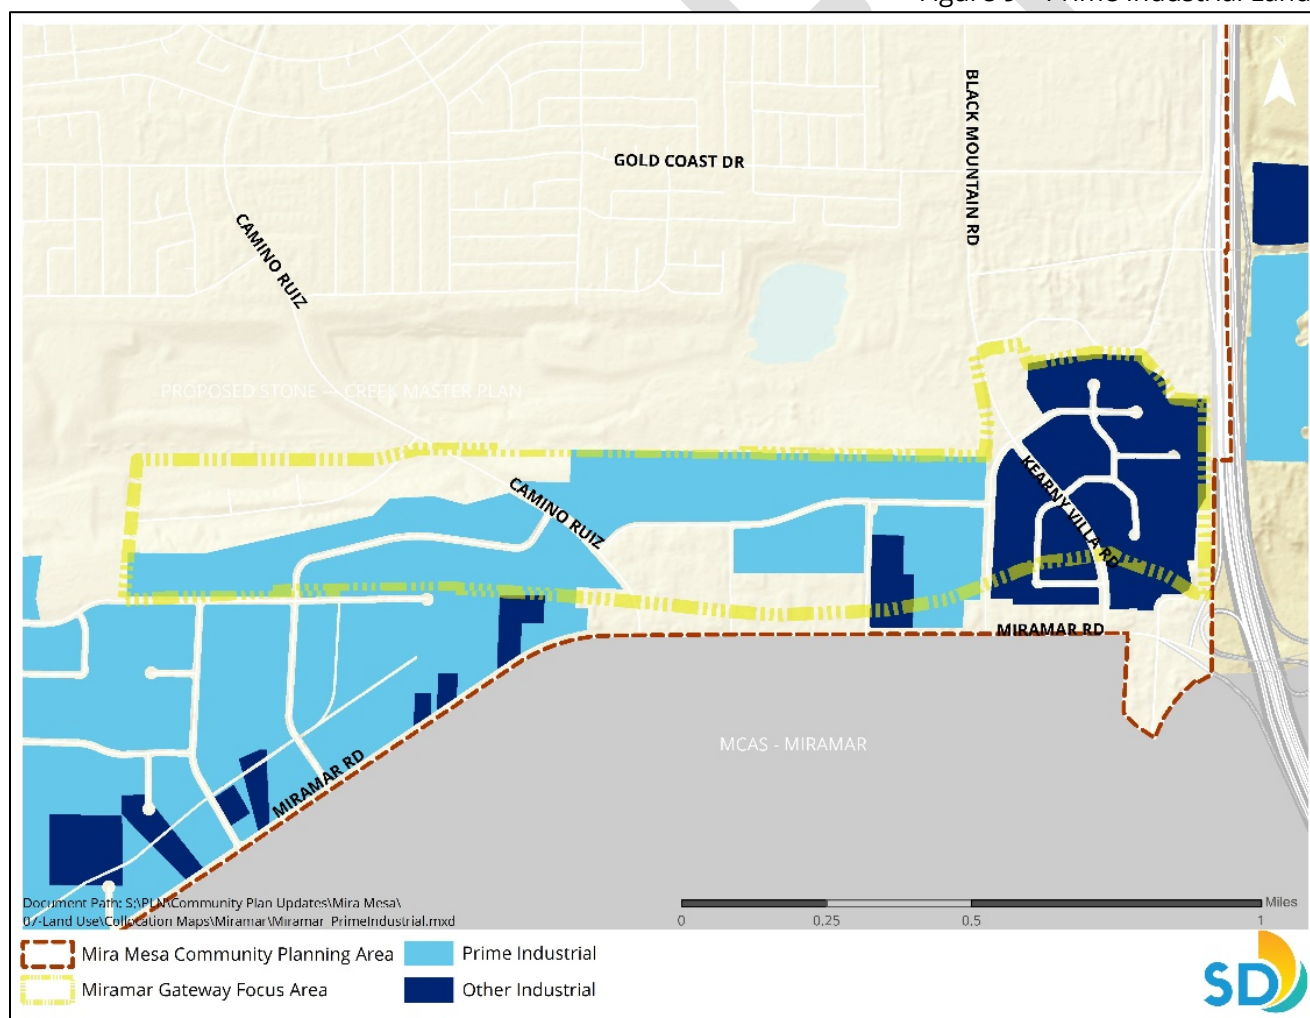 BLACK MOUNTAIN RD
GOLD COAST DR
CAMINO RUIZ
PROPOSED STONE CREEK MASTER PLAN
CAMINO RUIZ
KEARNY VILLA RD
MIRAMAR RD
MCAS - MIRAMAR
MIRAMAR RD
Document Path: S:\PLN\Community Plan Updates\Mira Mesa\
07-Land Use\Collocation Maps\Miramar\Miramar_PrimeIndustrial.mxd
Miles
0 0.25 0.5 1
Mira Mesa Community Planning Area
Prime Industrial
Miramar Gateway Focus Area
Other Industrial
SD